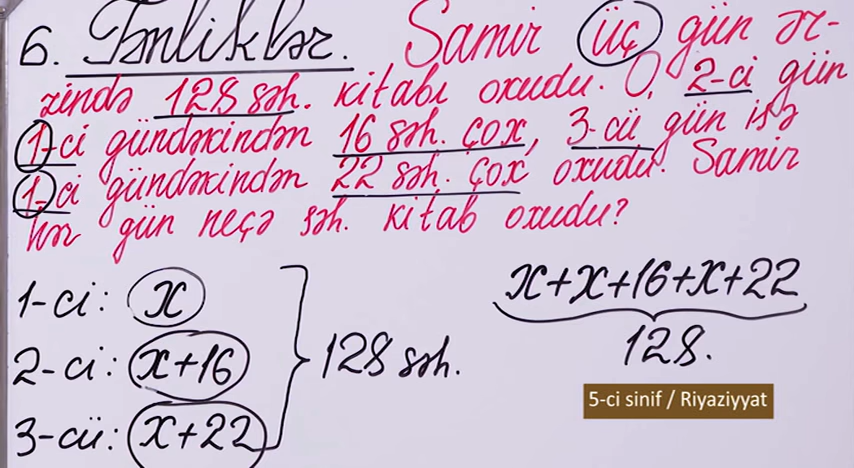 6. Tənliklər. Samir üç gün ər-
zində 128 səh. kitabı oxudu. O, 2-ci gün
1-ci gündəkindən 16 səh. çox, 3-cü gün isə
1-ci gündəkindən 22 səh. çox oxudu. Samir
hər gün neçə səh. kitab oxudu?
1-ci: x
2-ci: x+16
3-cü: x+22
128 səh.
x+x+16+x+22
128.
5-ci sinif / Riyaziyyat